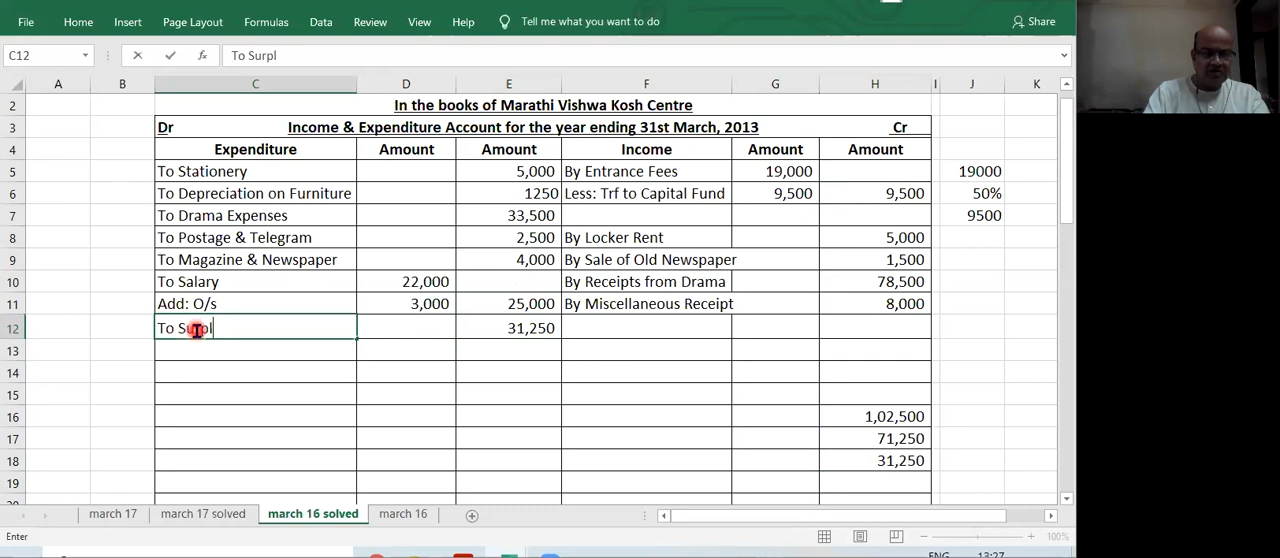 File Home Insert Page Layout Formulas Data Review View Help Tell me what you want to do Share
C12 fx To Surpl
A B C D E F G H I J K
2 In the books of Marathi Vishwa Kosh Centre
3 Dr Income & Expenditure Account for the year ending 31st March, 2013 Cr
4 Expenditure Amount Amount Income Amount Amount
5 To Stationery 5,000 By Entrance Fees 19,000 19000
6 To Depreciation on Furniture 1250 Less: Trf to Capital Fund 9,500 9,500 50%
7 To Drama Expenses 33,500 9500
8 To Postage & Telegram 2,500 By Locker Rent 5,000
9 To Magazine & Newspaper 4,000 By Sale of Old Newspaper 1,500
10 To Salary 22,000 By Receipts from Drama 78,500
11 Add: O/s 3,000 25,000 By Miscellaneous Receipt 8,000
12 To Surpl 31,250
13
14
15
16 1,02,500
17 71,250
18 31,250
19
march 17 march 17 solved march 16 solved march 16
Enter 100%
ENG 13:27